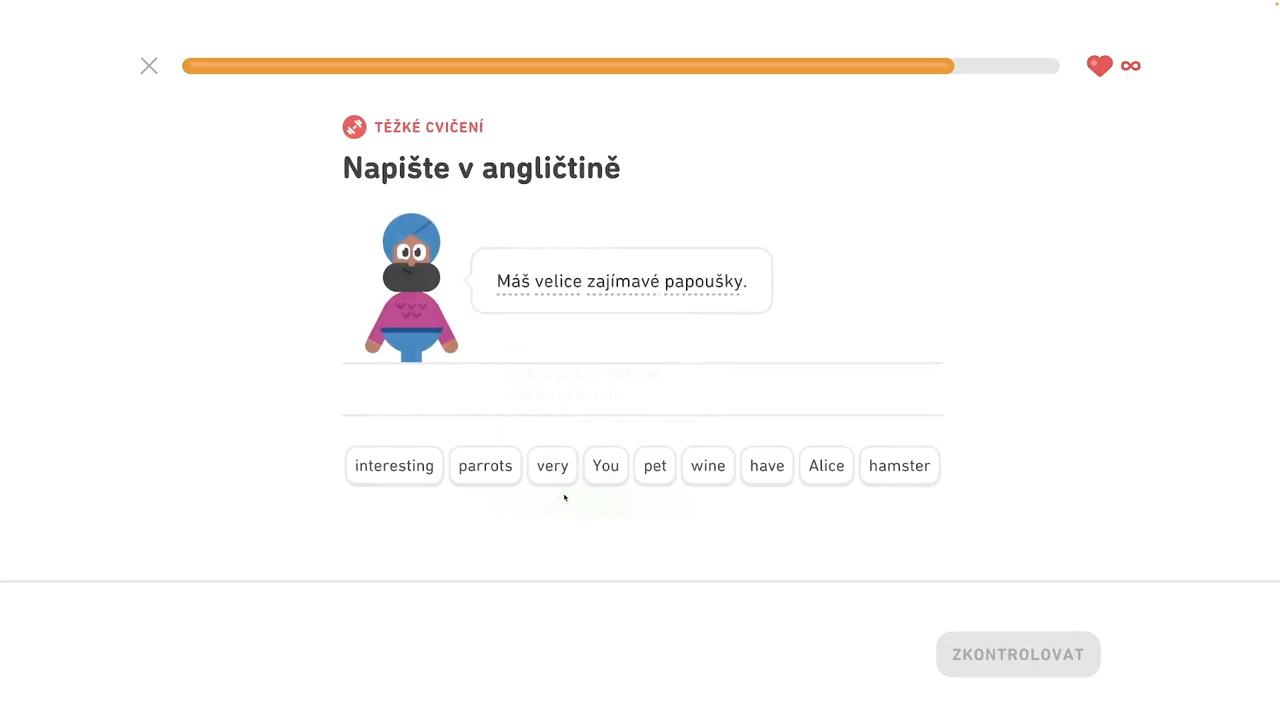 TĚŽKÉ CVIČENÍ
Napište v angličtině
Máš velice zajímavé papoušky.
interesting parrots very You pet wine have Alice hamster
ZKONTROLOVAT